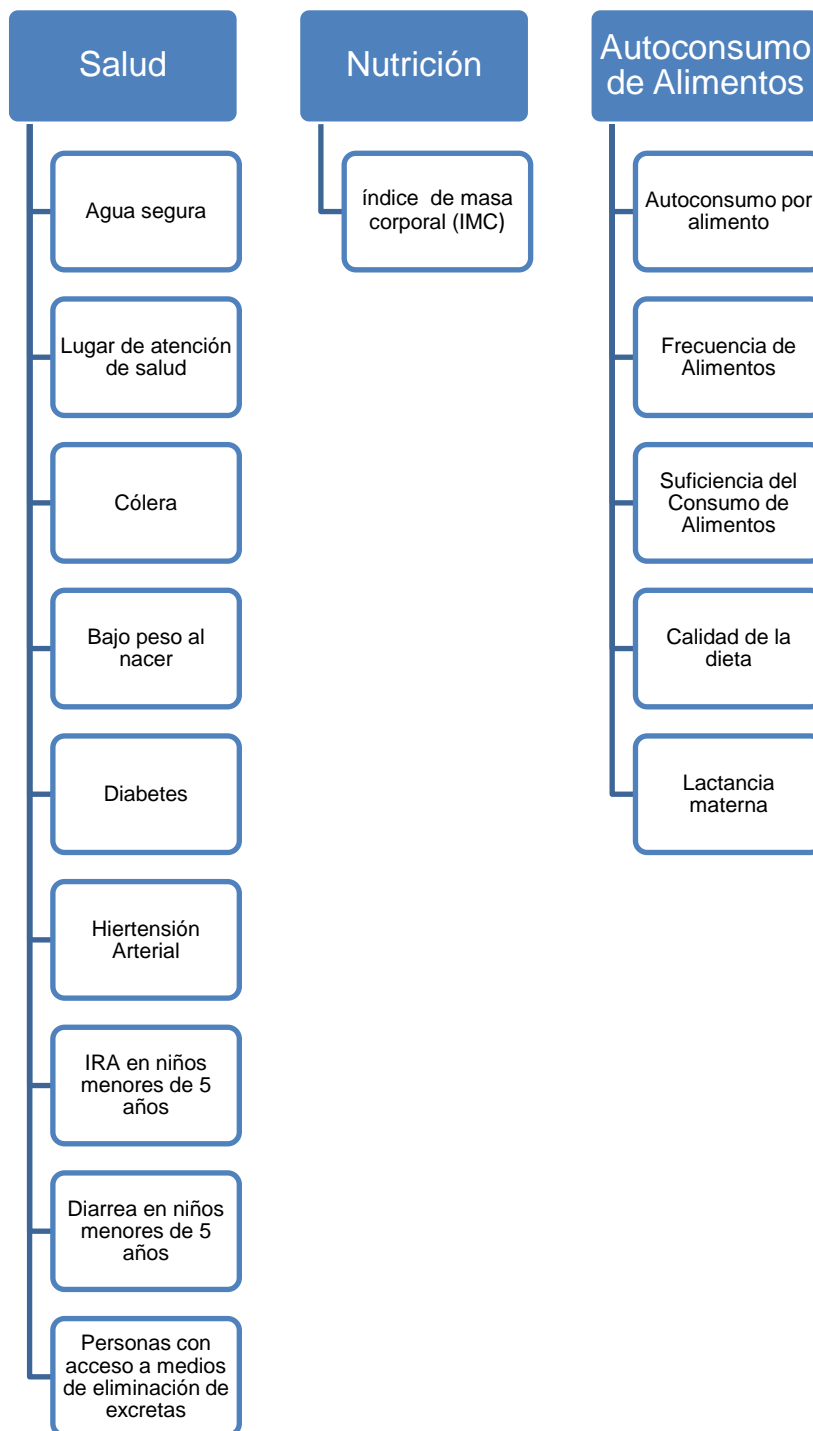 Salud
Agua segura
Lugar de atención
de salud
Cólera
Bajo peso al
nacer
Diabetes
Hiertensión
Arterial
IRA en niños
menores de 5
años
Diarrea en niños
menores de 5
años
Personas con
acceso a medios
de eliminación de
excretas
Nutrición
índice  de masa
corporal (IMC)
Autoconsumo
de Alimentos
Autoconsumo por
alimento
Frecuencia de
Alimentos
Suficiencia del
Consumo de
Alimentos
Calidad de la
dieta
Lactancia
materna